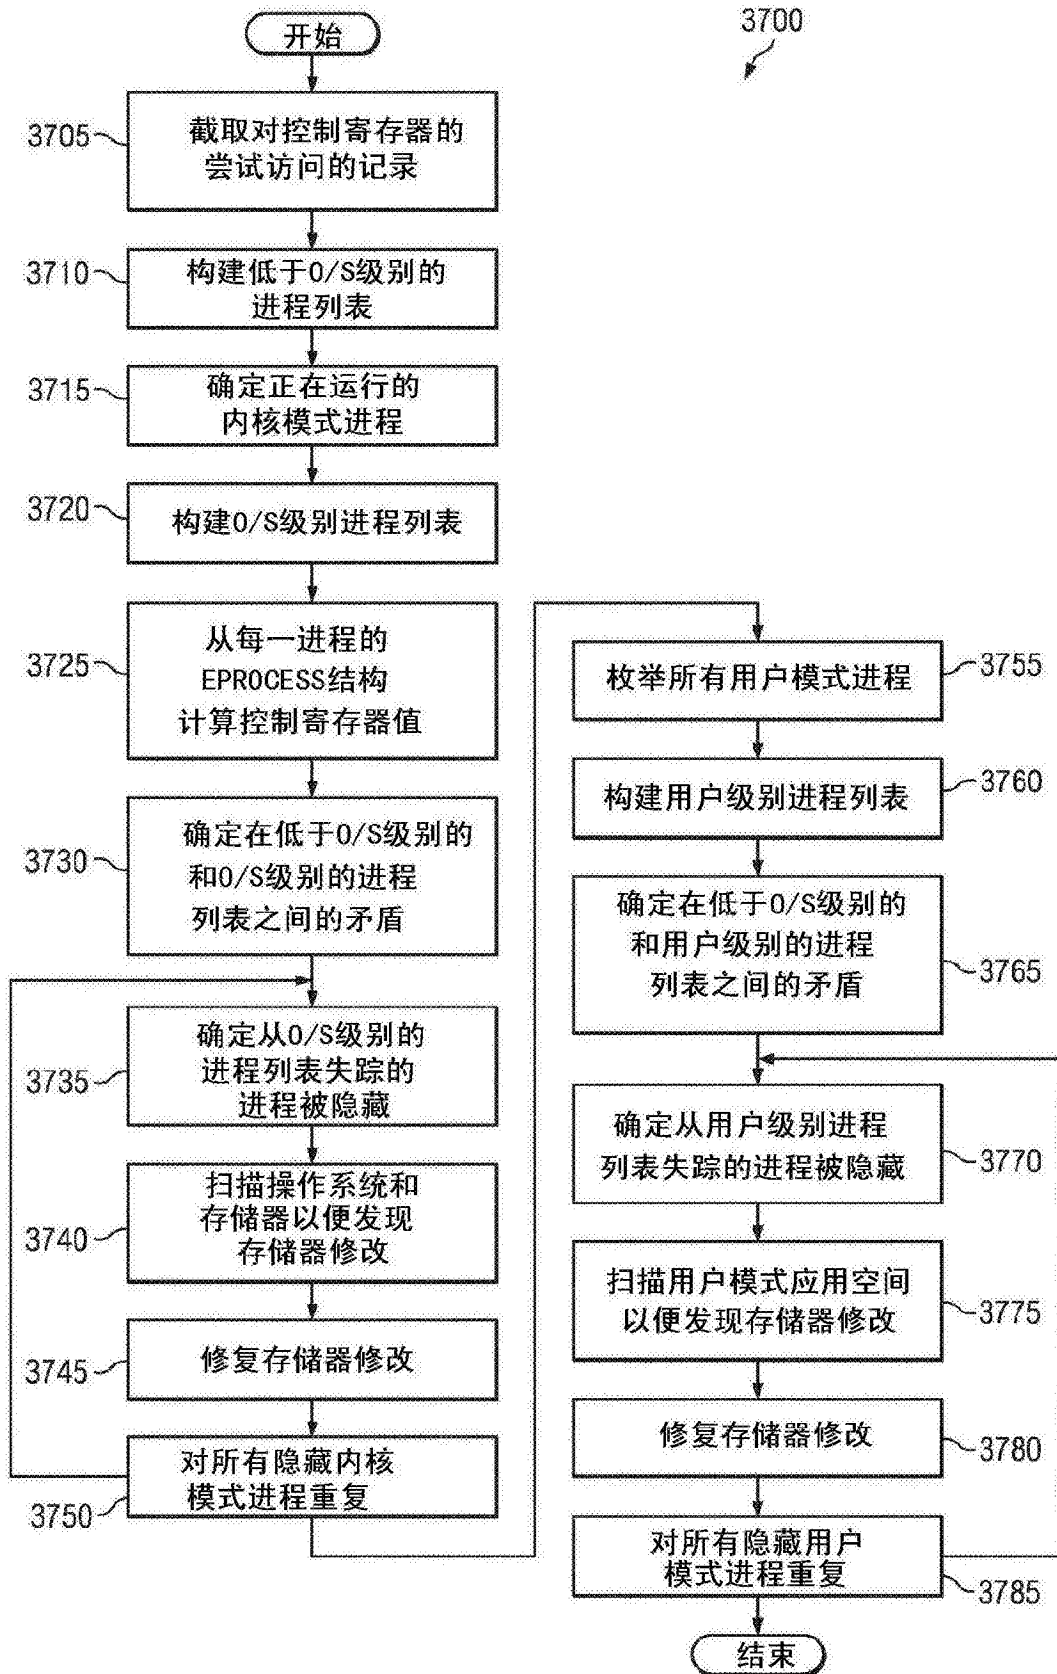 3700
开始
3705
截取对控制寄存器的
尝试访问的记录
3710
构建低于O/S级别的
进程列表
3715
确定正在运行的
内核模式进程
3720
构建O/S级别进程列表
3725
从每一进程的
EPROCESS结构
计算控制寄存器值
3730
确定在低于O/S级别的
和O/S级别的进程
列表之间的矛盾
3735
确定从O/S级别的
进程列表失踪的
进程被隐藏
3740
扫描操作系统和
存储器以便发现
存储器修改
3745
修复存储器修改
3750
对所有隐藏内核
模式进程重复
3755
枚举所有用户模式进程
3760
构建用户级别进程列表
3765
确定在低于O/S级别的
和用户级别的进程
列表之间的矛盾
3770
确定从用户级别进程
列表失踪的进程被隐藏
3775
扫描用户模式应用空间
以便发现存储器修改
3780
修复存储器修改
3785
对所有隐藏用户
模式进程重复
结束